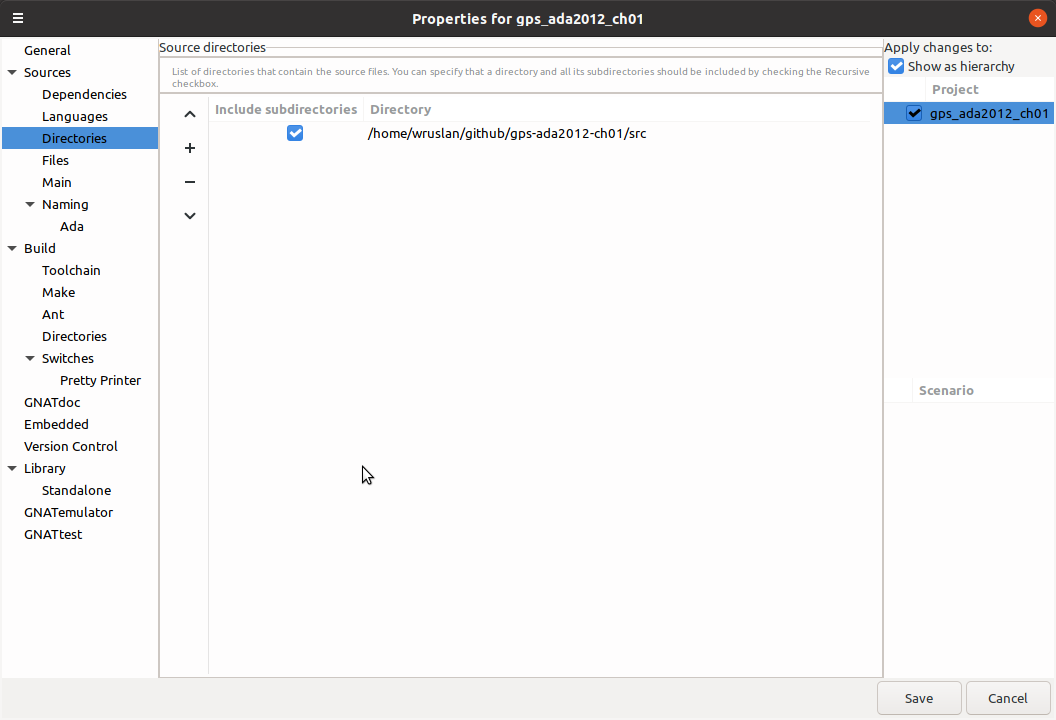 Properties for gps_ada2012_ch01
General
Sources
Dependencies
Languages
Directories
Files
Main
Naming
Ada
Build
Toolchain
Make
Ant
Directories
Switches
Pretty Printer
GNATdoc
Embedded
Version Control
Library
Standalone
GNATemulator
GNATtest
Source directories
List of directories that contain the source files. You can specify that a directory and all its subdirectories should be included by checking the Recursive
checkbox.
Include subdirectories Directory
/home/wruslan/github/gps-ada2012-ch01/src
Apply changes to:
Show as hierarchy
Project
gps_ada2012_ch01
Scenario
Save Cancel